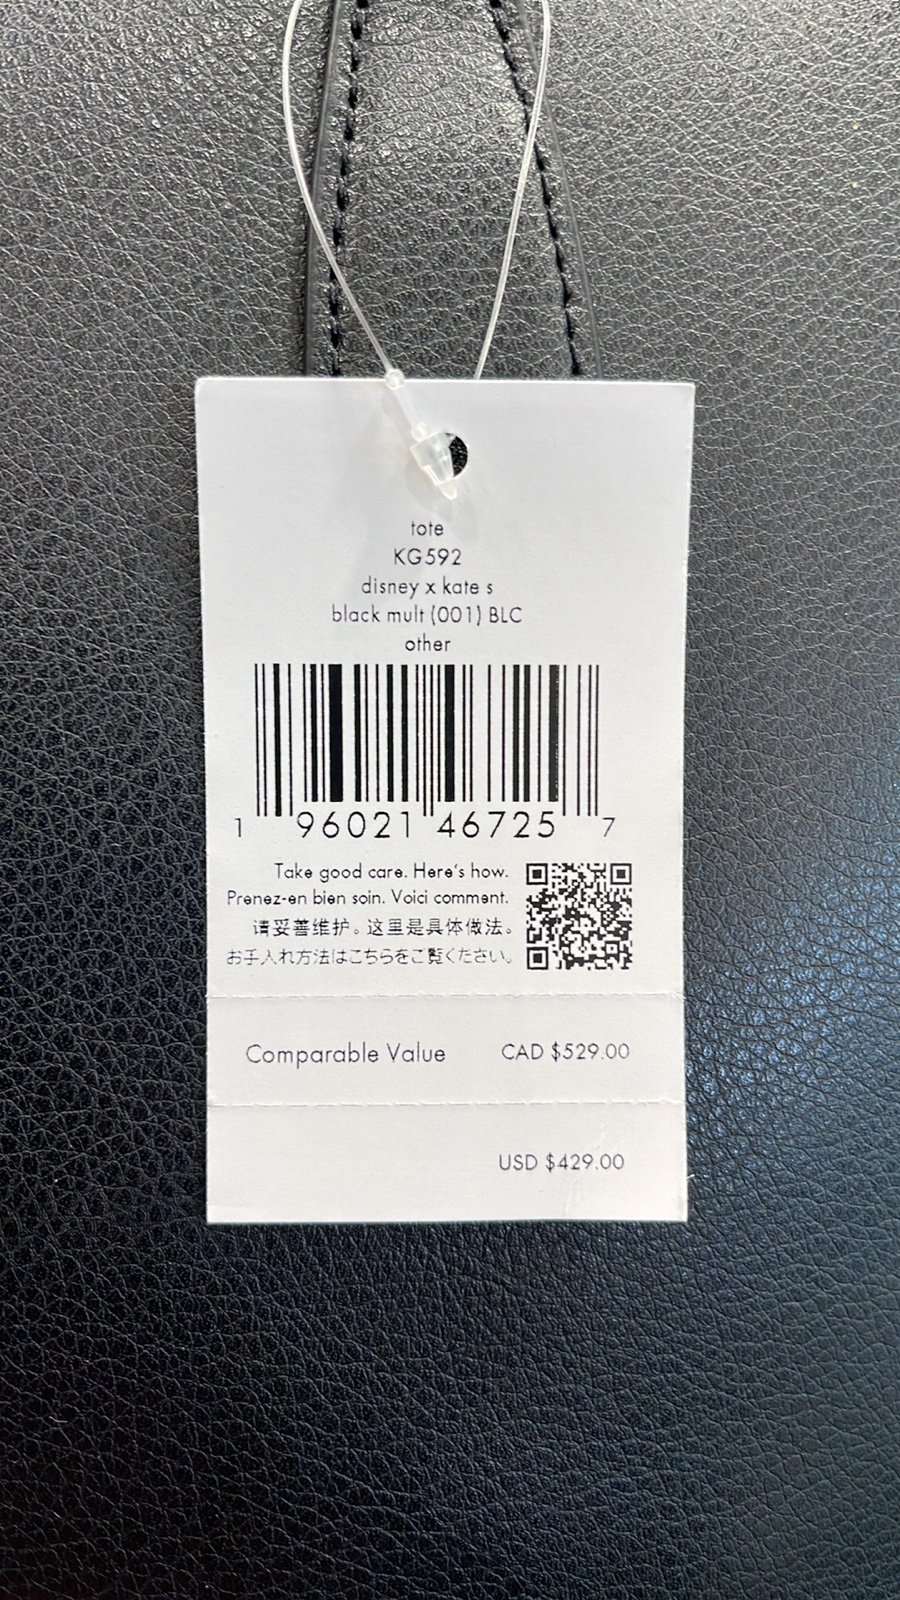 tote
KG592
disney x kate s
black mult (001) BLC
other
1 96021 46725 7
Take good care. Here's how.
Prenez-en bien soin. Voici comment.
请妥善维护。这里是具体做法。
お手入れ方法はこちらをご覧ください。
Comparable Value CAD $529.00
USD $429.00